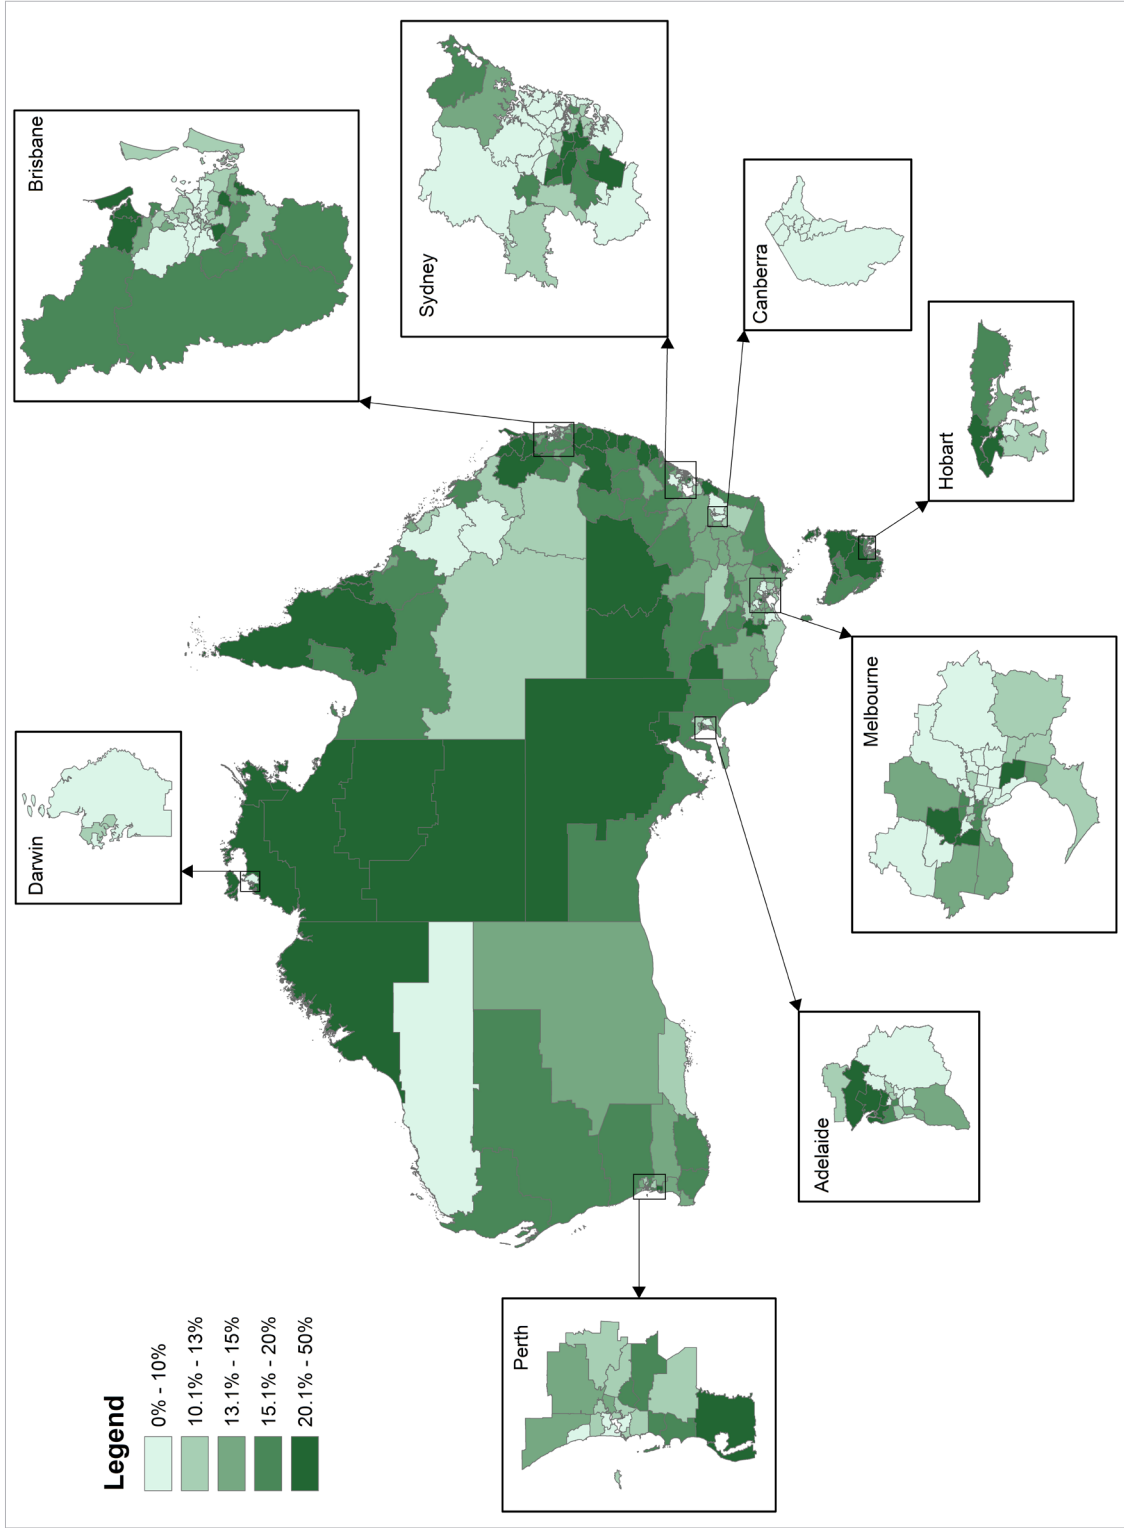 Legend
0% - 10%
10.1% - 13%
13.1% - 15%
15.1% - 20%
20.1% - 50%
Darwin
Brisbane
Perth
Sydney
Adelaide
Melbourne
Canberra
Hobart